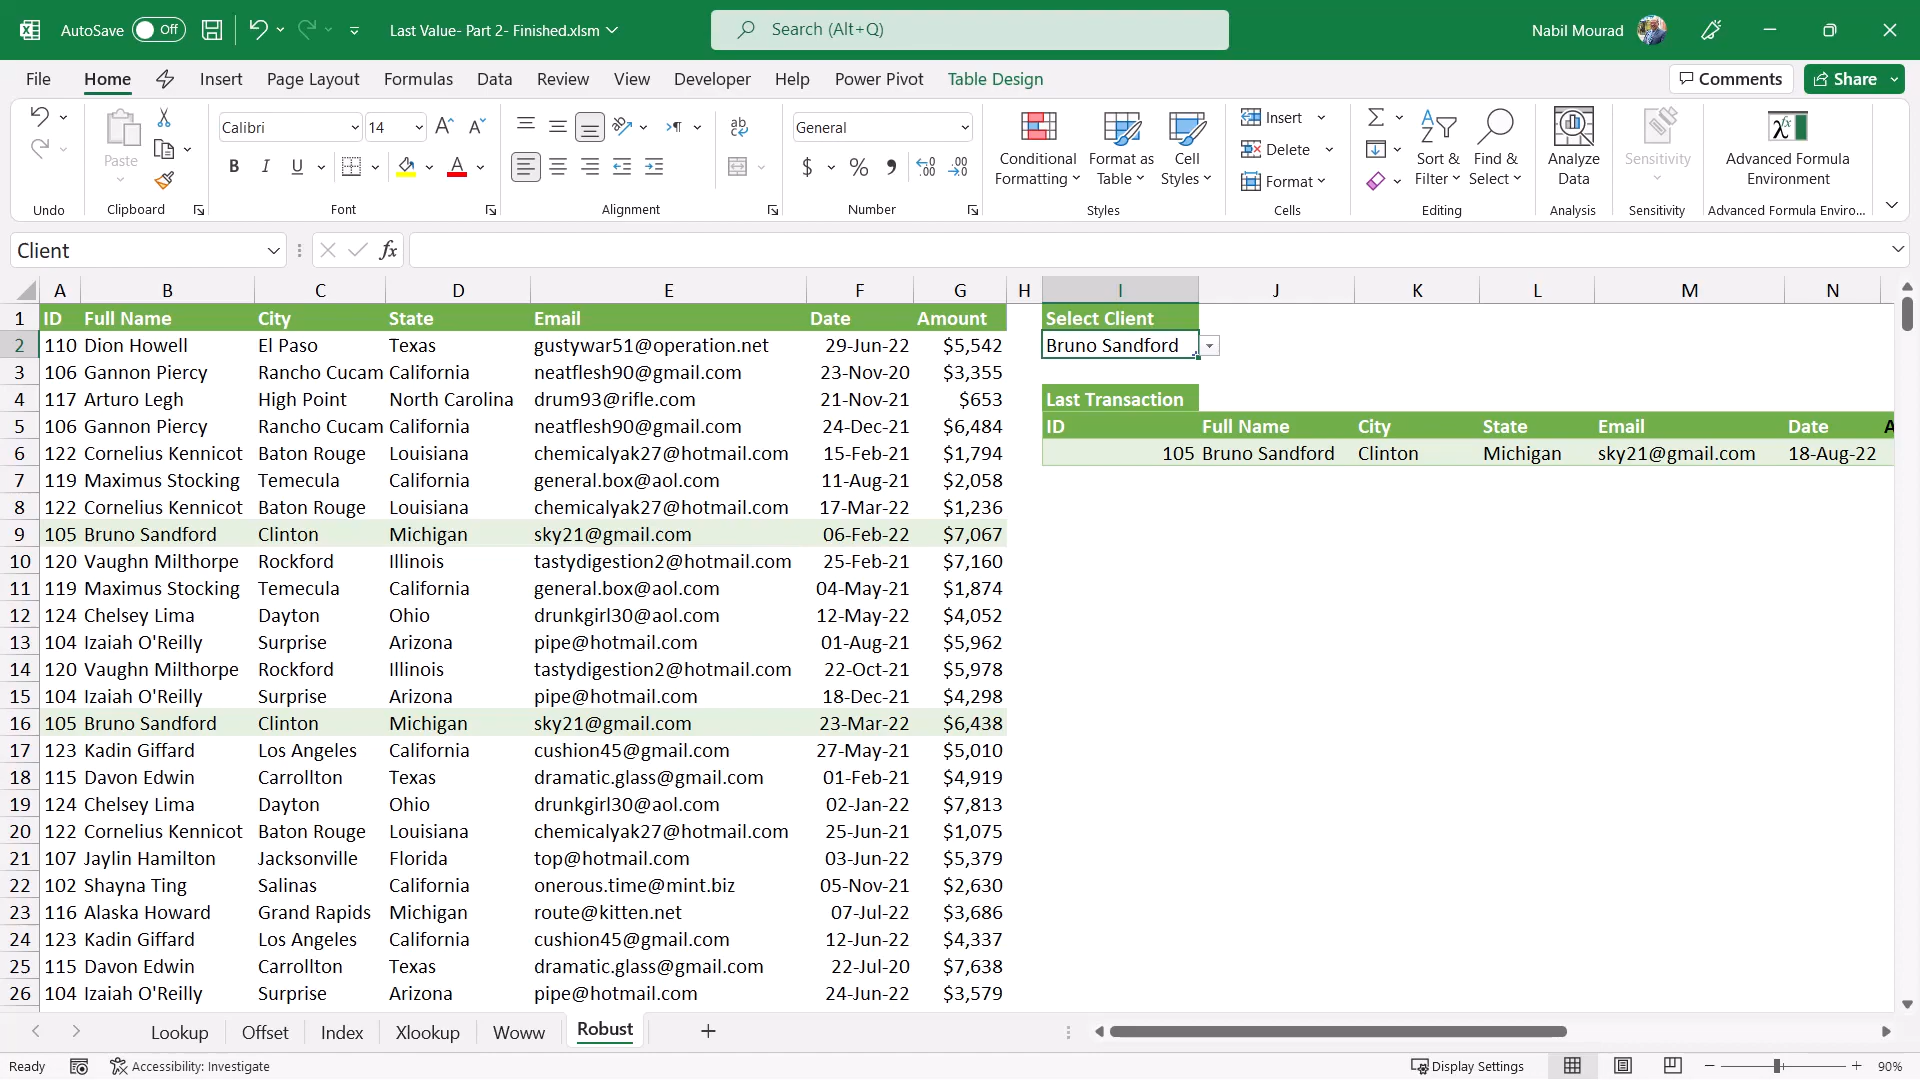 AutoSave Off Last Value- Part 2- Finished.xlsm Search (Alt+Q) Nabil Mourad
File Home Insert Page Layout Formulas Data Review View Developer Help Power Pivot Table Design Comments Share
Paste
Calibri 14
B I U A
General
$ % 9 .00
Conditional Formatting
Format as Table
Cell Styles
Insert
Delete
Format
Sort & Filter
Find & Select
Analyze Data
Sensitivity
Advanced Formula Environment
Undo Clipboard Font Alignment Number Styles Cells Editing Analysis Sensitivity Advanced Formula Enviro...
Client fx
A B C D E F G H I J K L M N
1 ID Full Name City State Email Date Amount Select Client
2 110 Dion Howell El Paso Texas gustywar51@operation.net 29-Jun-22 $5,542 Bruno Sandford
3 106 Gannon Piercy Rancho Cucam California neatflesh90@gmail.com 23-Nov-20 $3,355
4 117 Arturo Legh High Point North Carolina drum93@rifle.com 21-Nov-21 $653 Last Transaction
5 106 Gannon Piercy Rancho Cucam California neatflesh90@gmail.com 24-Dec-21 $6,484 ID Full Name City State Email Date A
6 122 Cornelius Kennicot Baton Rouge Louisiana chemicalyak27@hotmail.com 15-Feb-21 $1,794 105 Bruno Sandford Clinton Michigan sky21@gmail.com 18-Aug-22
7 119 Maximus Stocking Temecula California general.box@aol.com 11-Aug-21 $2,058
8 122 Cornelius Kennicot Baton Rouge Louisiana chemicalyak27@hotmail.com 17-Mar-22 $1,236
9 105 Bruno Sandford Clinton Michigan sky21@gmail.com 06-Feb-22 $7,067
10 120 Vaughn Milthorpe Rockford Illinois tastydigestion2@hotmail.com 25-Feb-21 $7,160
11 119 Maximus Stocking Temecula California general.box@aol.com 04-May-21 $1,874
12 124 Chelsey Lima Dayton Ohio drunkgirl30@aol.com 12-May-22 $4,052
13 104 Izaiah O'Reilly Surprise Arizona pipe@hotmail.com 01-Aug-21 $5,962
14 120 Vaughn Milthorpe Rockford Illinois tastydigestion2@hotmail.com 22-Oct-21 $5,978
15 104 Izaiah O'Reilly Surprise Arizona pipe@hotmail.com 18-Dec-21 $4,298
16 105 Bruno Sandford Clinton Michigan sky21@gmail.com 23-Mar-22 $6,438
17 123 Kadin Giffard Los Angeles California cushion45@gmail.com 27-May-21 $5,010
18 115 Davon Edwin Carrollton Texas dramatic.glass@gmail.com 01-Feb-21 $4,919
19 124 Chelsey Lima Dayton Ohio drunkgirl30@aol.com 02-Jan-22 $7,813
20 122 Cornelius Kennicot Baton Rouge Louisiana chemicalyak27@hotmail.com 25-Jun-21 $1,075
21 107 Jaylin Hamilton Jacksonville Florida top@hotmail.com 03-Jun-22 $5,379
22 102 Shayna Ting Salinas California onerous.time@mint.biz 05-Nov-21 $2,630
23 116 Alaska Howard Grand Rapids Michigan route@kitten.net 07-Jul-22 $3,686
24 123 Kadin Giffard Los Angeles California cushion45@gmail.com 12-Jun-22 $4,337
25 115 Davon Edwin Carrollton Texas dramatic.glass@gmail.com 22-Jul-20 $7,638
26 104 Izaiah O'Reilly Surprise Arizona pipe@hotmail.com 24-Jun-22 $3,579
Lookup Offset Index Xlookup Woww Robust
Ready Accessibility: Investigate Display Settings 90%